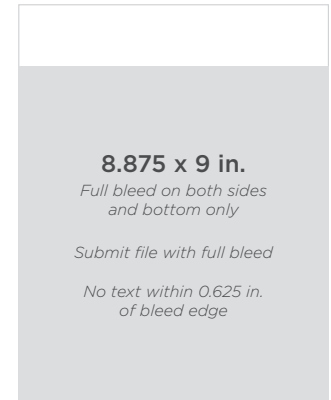 8.875 x 9 in.
Full bleed on both sides
and bottom only
Submit file with full bleed
No text within 0.625 in.
of bleed edge